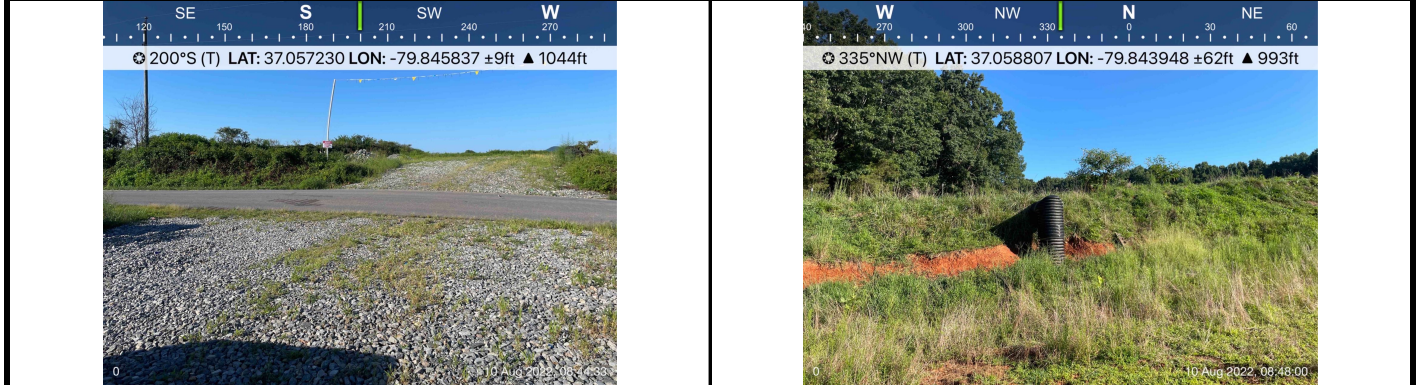 SE S SW W
120 150 180 210 240 270
200°S (T) LAT: 37.057230 LON: -79.845837 ±9ft ▲ 1044ft
0 10 Aug 2022, 08:44:33
W NW N NE
40 270 300 330 0 30 60
335°NW (T) LAT: 37.058807 LON: -79.843948 ±62ft ▲ 993ft
0 10 Aug 2022, 08:48:00